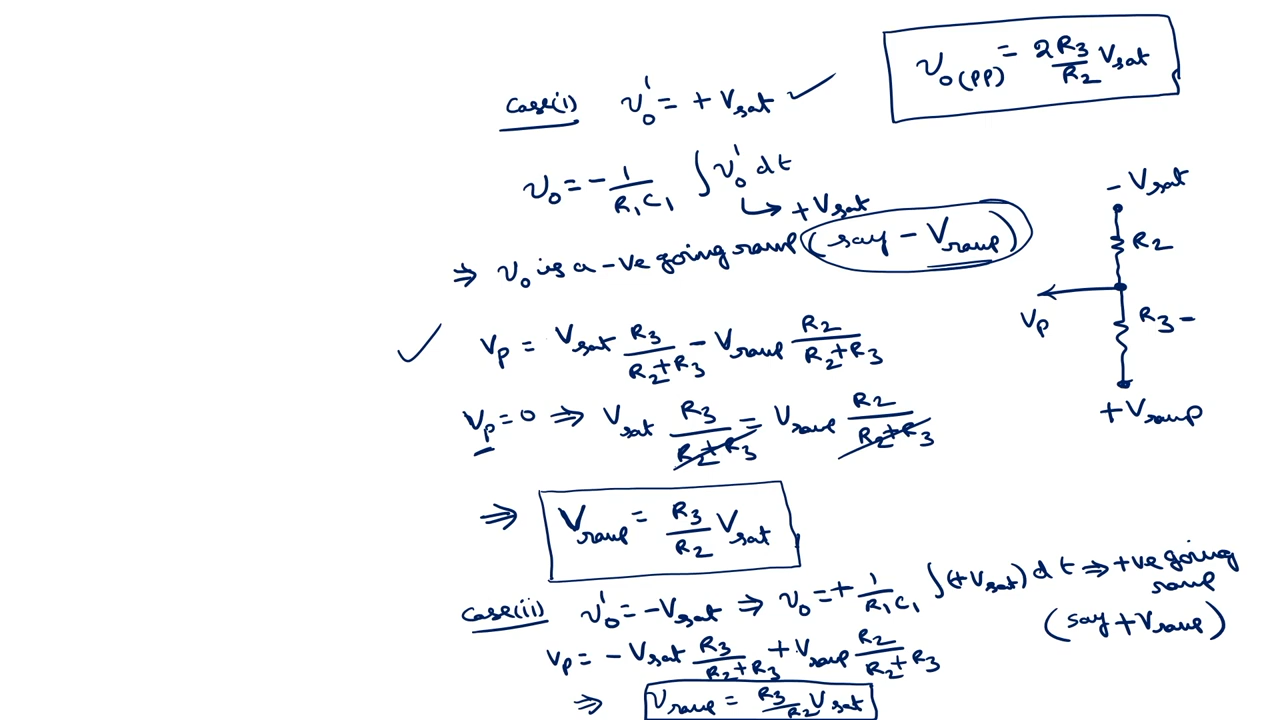 v₀(PP) = 2R₃/R₂ Vsat
Case(i) v₀' = + Vsat ✓
v₀ = - 1/R₁C₁ ∫ v₀' dt
↳ + Vsat
⇒ v₀ is a -ve going ramp (say - Vramp)
- Vsat
R₂
Vp
R₃ -
+ Vramp
✓ Vp = Vsat R₃/R₂+R₃ - Vramp R₂/R₂+R₃
Vp = 0 ⇒ Vsat R₃/R₂+R₃ = Vramp R₂/R₂+R₃
⇒ Vramp = R₃/R₂ Vsat
Case(ii) v₀' = -Vsat ⇒ v₀ = + 1/R₁C₁ ∫(+Vsat) dt ⇒ +ve going
ramp
(say +Vramp)
Vp = - Vsat R₃/R₂+R₃ + Vramp R₂/R₂+R₃
⇒ Vramp = R₃/R₂ Vsat